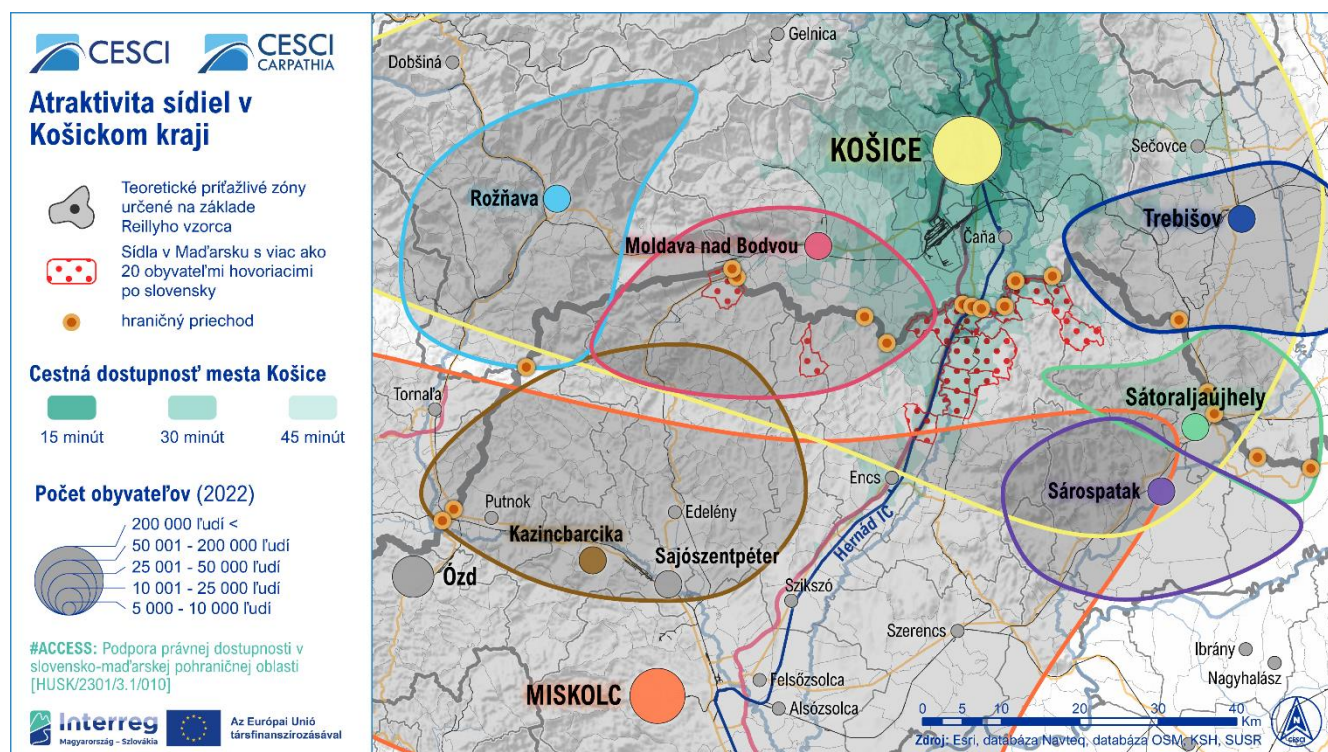 CESCI
CESCI
CARPATHIA
Atraktivita sídiel v
Košickom kraji
Teoretické príťažlivé zóny
určené na základe
Reillyho vzorca
Sídla v Maďarsku s viac ako
20 obyvateľmi hovoriacimi
po slovensky
hraničný priechod
Cestná dostupnosť mesta Košice
15 minút
30 minút
45 minút
Počet obyvateľov (2022)
200 000 ľudí <
50 001 - 200 000 ľudí
25 001 - 50 000 ľudí
10 001 - 25 000 ľudí
5 000 - 10 000 ľudí
#ACCESS: Podpora právnej dostupnosti v
slovensko-maďarskej pohraničnej oblasti
[HUSK/2301/3.1/010]
Interreg
Magyarország – Szlovákia
Az Európai Unió
társfinanszírozásával
Gelnica
Dobšiná
KOŠICE
Sečovce
Rožňava
Trebišov
Moldava nad Bodvou
Čaňa
Tornaľa
Sátoraljaújhely
Encs
Sárospatak
Putnok
Edelény
Hernád IC
Kazincbarcika
Sajószentpéter
Ózd
Szikszó
Szerencs
Ibrány
Nagyhalász
MISKOLC
Felsőzsolca
Alsózsolca
0 5 10 20 30 40
Km
N
CESCI
Zdroj: Esri, databáza Navteq, databáza OSM, KSH, SUSR